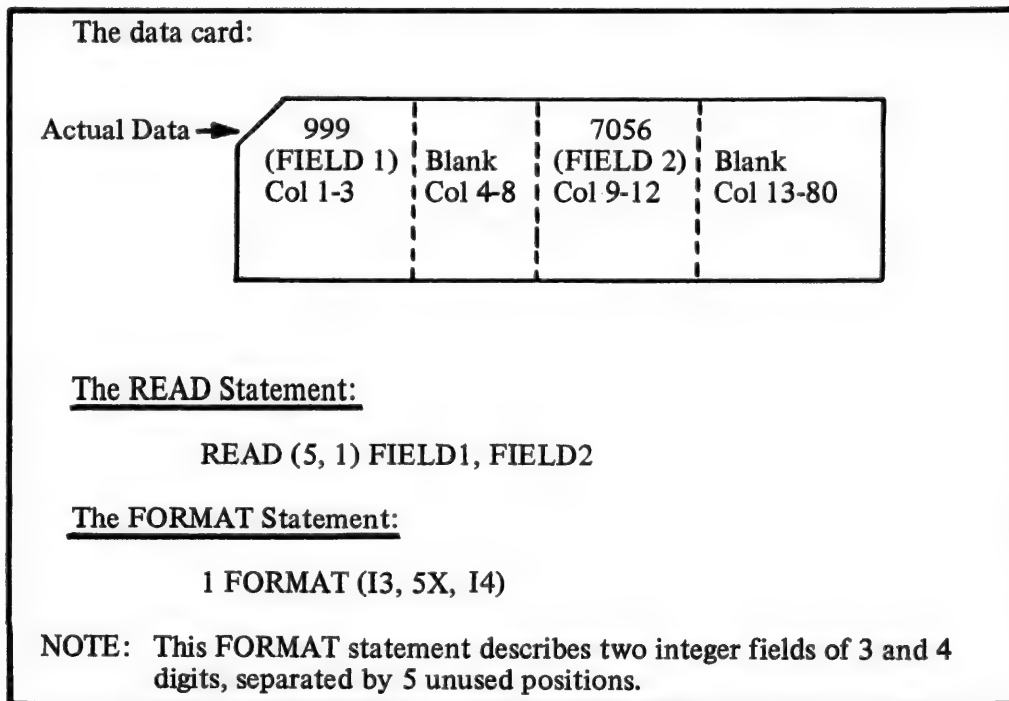 The data card:
Actual Data
999
(FIELD 1)
Col 1-3
Blank
Col 4-8
7056
(FIELD 2)
Col 9-12
Blank
Col 13-80
The READ Statement:
READ (5, 1) FIELD1, FIELD2
The FORMAT Statement:
1 FORMAT (I3, 5X, I4)
NOTE: This FORMAT statement describes two integer fields of 3 and 4
digits, separated by 5 unused positions.